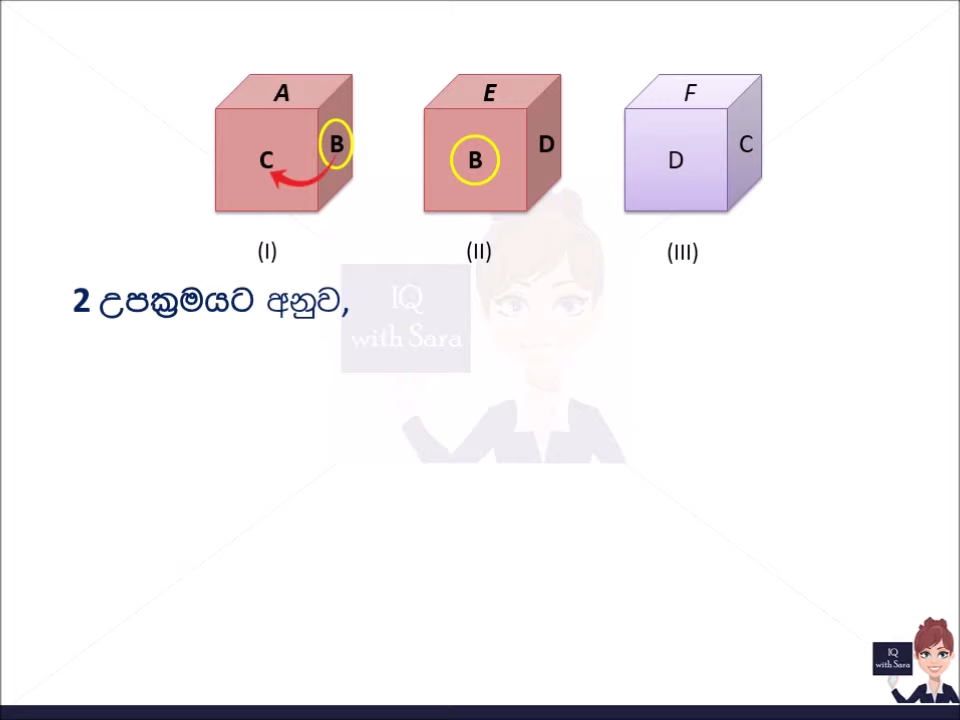 A E F
C B B D D C
(I) (II) (III)
2 උපක්‍රමයට අනුව,
IQ
with Sara
IQ
with Sara